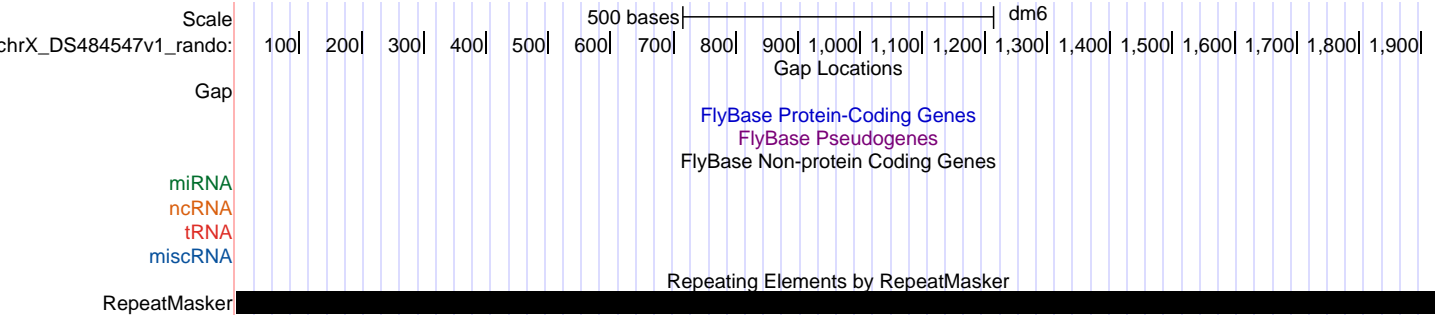 Scale 500 bases dm6
chrX_DS484547v1_rando: 100 200 300 400 500 600 700 800 900 1,000 1,100 1,200 1,300 1,400 1,500 1,600 1,700 1,800 1,900
Gap Locations
Gap
FlyBase Protein-Coding Genes
FlyBase Pseudogenes
FlyBase Non-protein Coding Genes
miRNA
ncRNA
tRNA
miscRNA
Repeating Elements by RepeatMasker
RepeatMasker